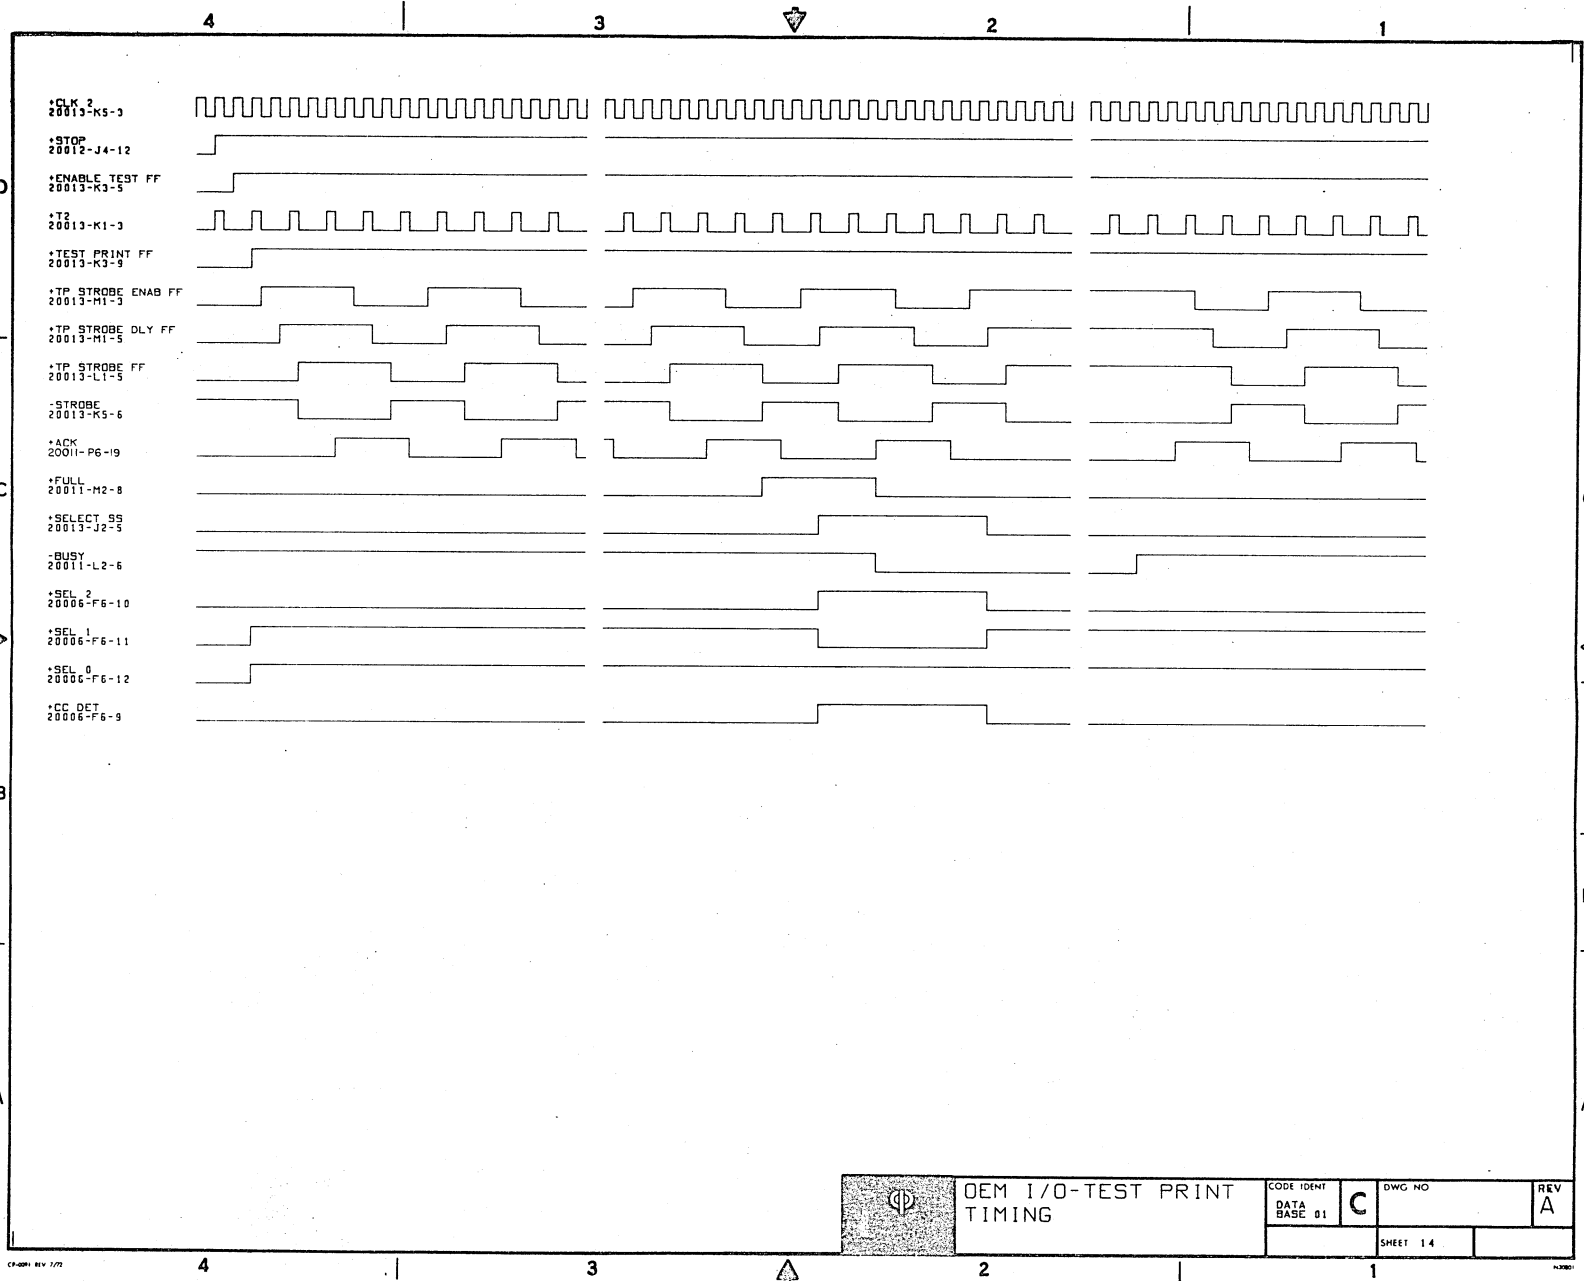 4 3 2 1
+CLK 2
20013-K5-3
+STOP
20012-J4-12
+ENABLE TEST FF
20013-K3-5
+T2
20013-K1-3
+TEST PRINT FF
20013-K3-9
+TP STROBE ENAB FF
20013-M1-3
+TP STROBE DLY FF
20013-M1-5
+TP STROBE FF
20013-L1-5
-STROBE
20013-K5-6
+ACK
20011-P6-19
+FULL
20011-M2-8
+SELECT SS
20013-J2-5
-BUSY
20011-L2-6
+SEL 2
20006-F6-10
+SEL 1
20006-F6-11
+SEL 0
20006-F6-12
+CC DET
20006-F6-9
OEM I/O-TEST PRINT
TIMING
CODE IDENT
DATA
BASE 01
C
DWG NO
REV
A
SHEET 14
4 3 2 1